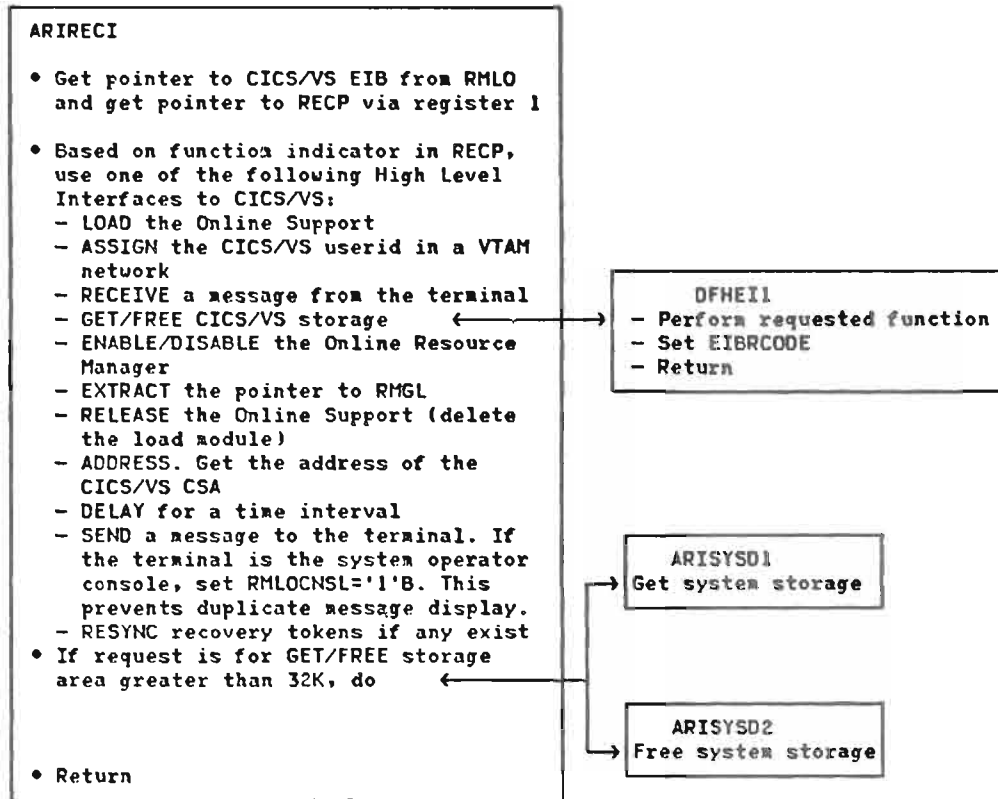 ARIRECI
• Get pointer to CICS/VS EIB from RMLO
and get pointer to RECP via register 1
• Based on function indicator in RECP,
use one of the following High Level
Interfaces to CICS/VS:
- LOAD the Online Support
- ASSIGN the CICS/VS userid in a VTAM
network
- RECEIVE a message from the terminal
- GET/FREE CICS/VS storage
- ENABLE/DISABLE the Online Resource
Manager
- EXTRACT the pointer to RMGL
- RELEASE the Online Support (delete
the load module)
- ADDRESS. Get the address of the
CICS/VS CSA
- DELAY for a time interval
- SEND a message to the terminal. If
the terminal is the system operator
console, set RMLOCNSL='1'B. This
prevents duplicate message display.
- RESYNC recovery tokens if any exist
• If request is for GET/FREE storage
area greater than 32K, do
• Return
DFHEI1
- Perform requested function
- Set EIBRCODE
- Return
ARISYSD1
Get system storage
ARISYSD2
Free system storage